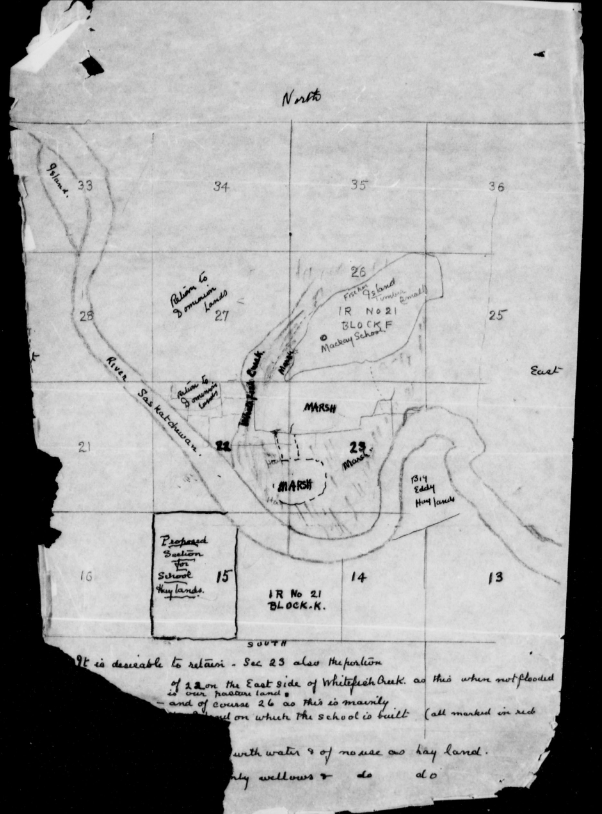 North
Island.
33
34
35
36
Return to
Dominion
Lands
28
27
26
25
From
Island
Timber
Small
I R No 21
BLOCK F
Mackay School
Marsh
East
River Saskatchewan.
Return to
Dominion
Lands
Whitefish Creek
MARSH
21
22
23
Marsh
MARSH
Big
Eddy
Hay lands
Proposed
Section
for
School
Hay lands.
16
15
14
13
I R No 21
BLOCK.K.
SOUTH
It is desireable to retain - Sec 23 also the portion
of 22 on the East Side of Whitefish Creek. as this when not flooded
is our pasture land.
- and of course 26 as this is mainly
on which the school is built (all marked in red
with water & of no use as hay land.
willows & do do